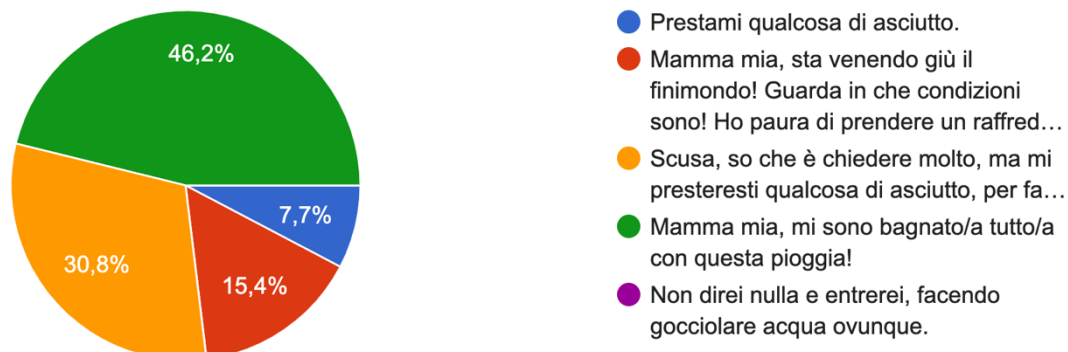 46,2%
7,7%
30,8%
15,4%
Prestami qualcosa di asciutto.
Mamma mia, sta venendo giù il
finimondo! Guarda in che condizioni
sono! Ho paura di prendere un raffred…
Scusa, so che è chiedere molto, ma mi
presteresti qualcosa di asciutto, per fa…
Mamma mia, mi sono bagnato/a tutto/a
con questa pioggia!
Non direi nulla e entrerei, facendo
gocciolare acqua ovunque.